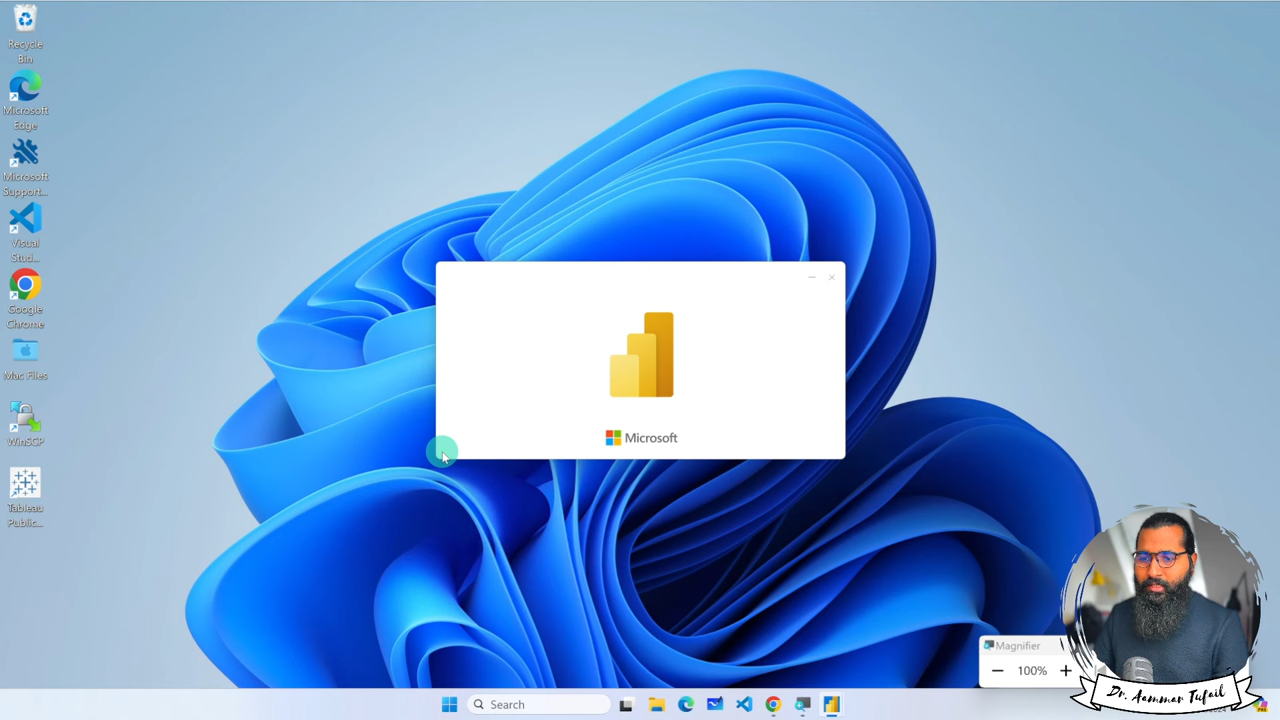 Recycle
Bin
Microsoft
Edge
Microsoft
Support...
Visual
Stud...
Google
Chrome
Mac Files
WinSCP
Tableau
Public...
Microsoft
Magnifier
100%
Dr. Aammar Tufail
Search